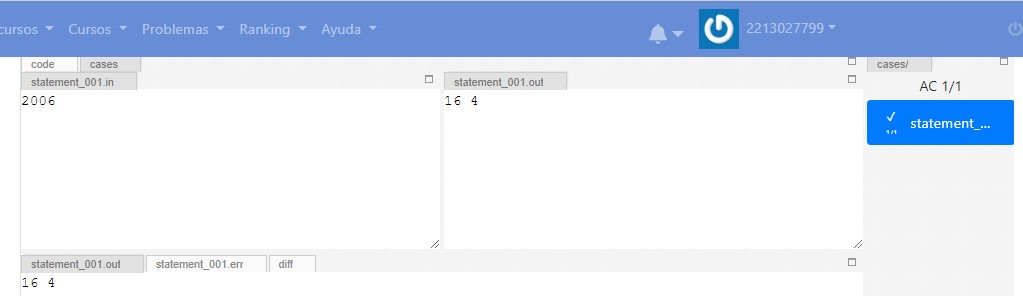 cursos Cursos Problemas Ranking Ayuda 2213027799
code cases cases/
statement_001.in statement_001.out AC 1/1
2006 16 4
✓ statement_...
1/1
statement_001.out statement_001.err diff
16 4